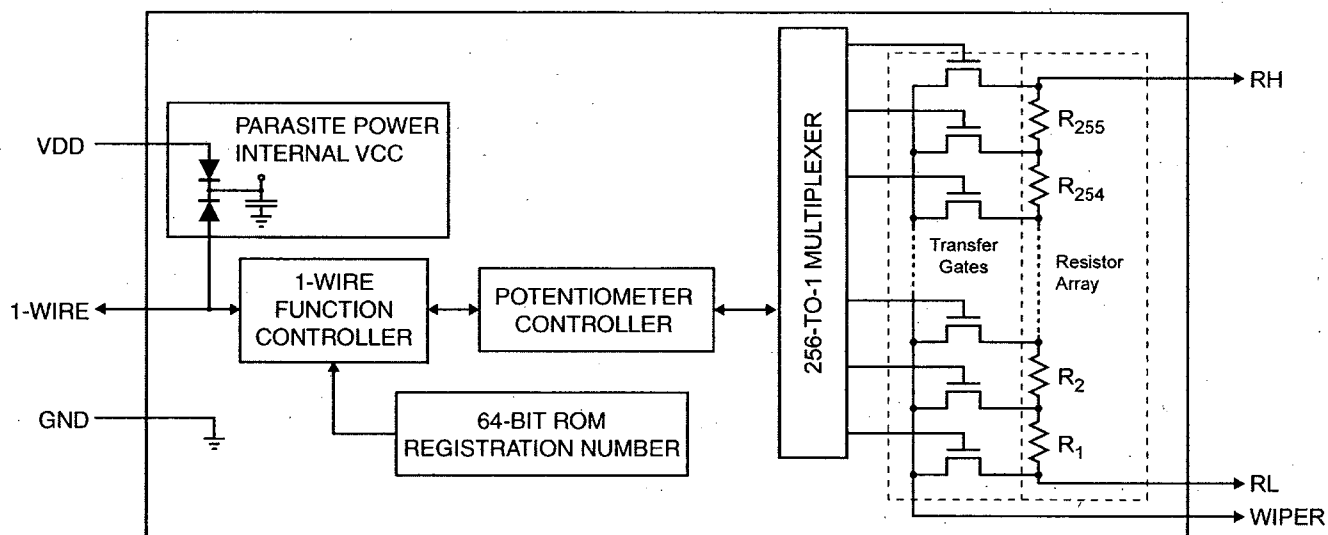 VDD
PARASITE POWER
INTERNAL VCC
1-WIRE
1-WIRE
FUNCTION
CONTROLLER
POTENTIOMETER
CONTROLLER
GND
64-BIT ROM
REGISTRATION NUMBER
256-TO-1 MULTIPLEXER
Transfer
Gates
Resistor
Array
RH
R255
R254
R2
R1
RL
WIPER